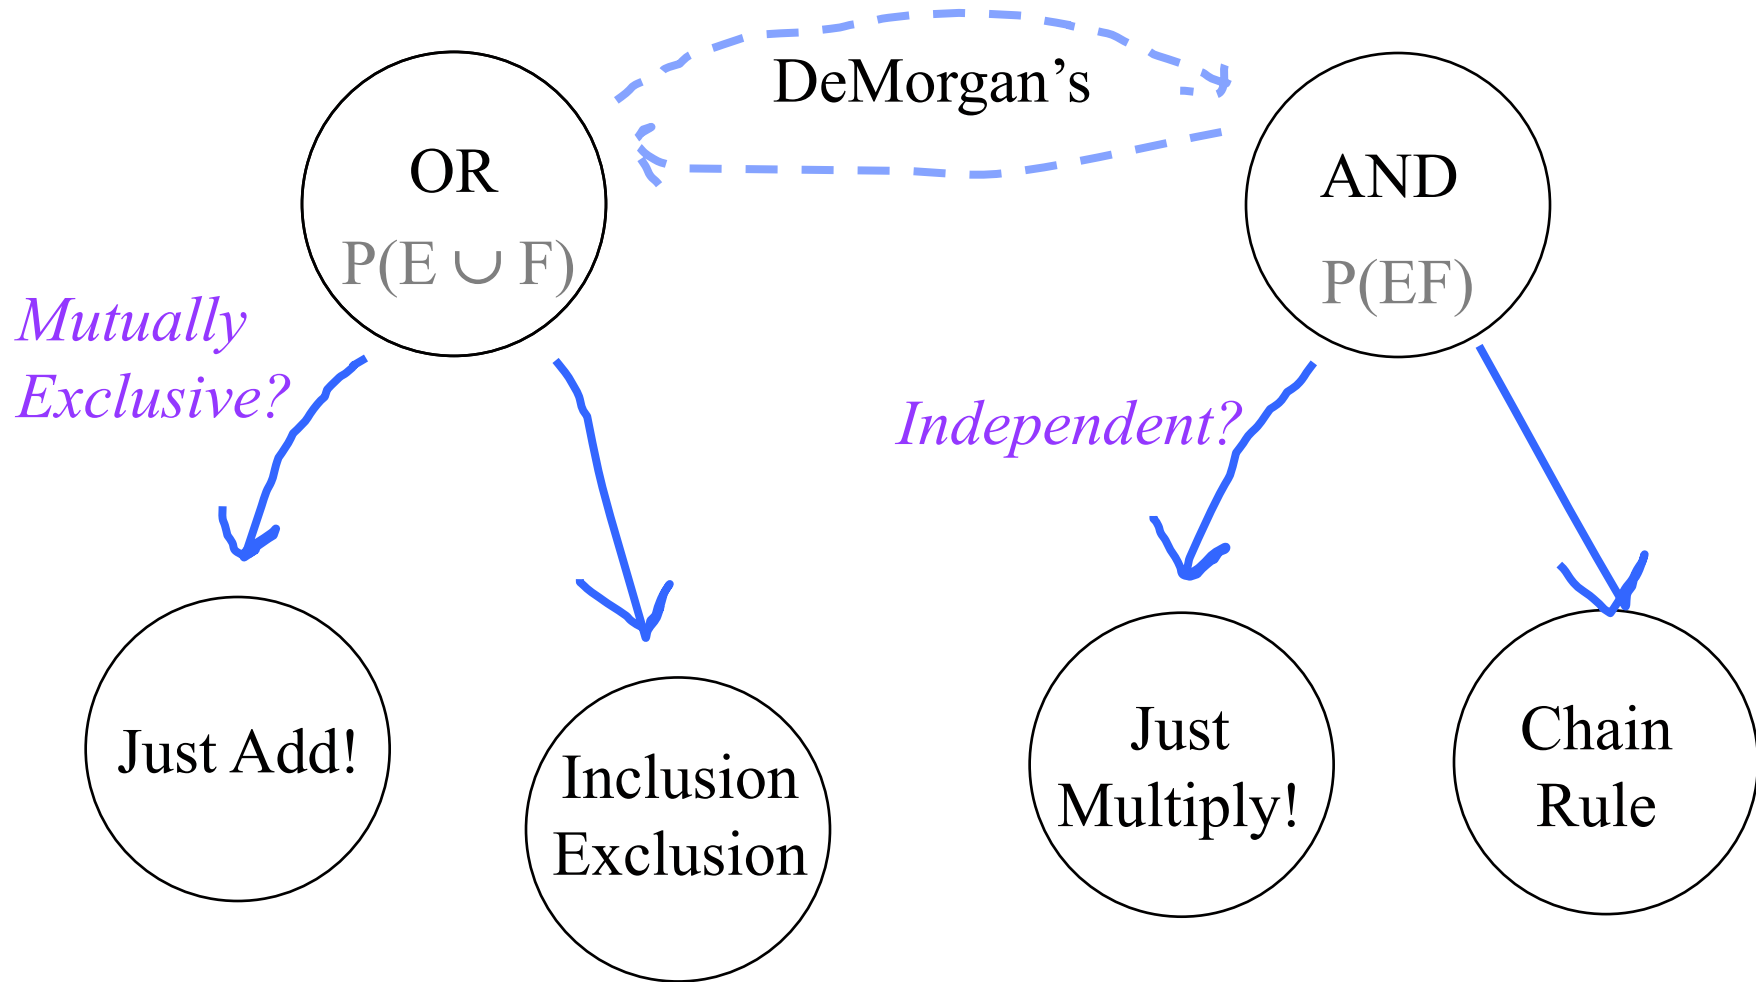 DeMorgan’s
OR
P(E ∪ F)
AND
P(EF)
Mutually
Exclusive?
Independent?
Just Add!
Inclusion
Exclusion
Just
Multiply!
Chain
Rule